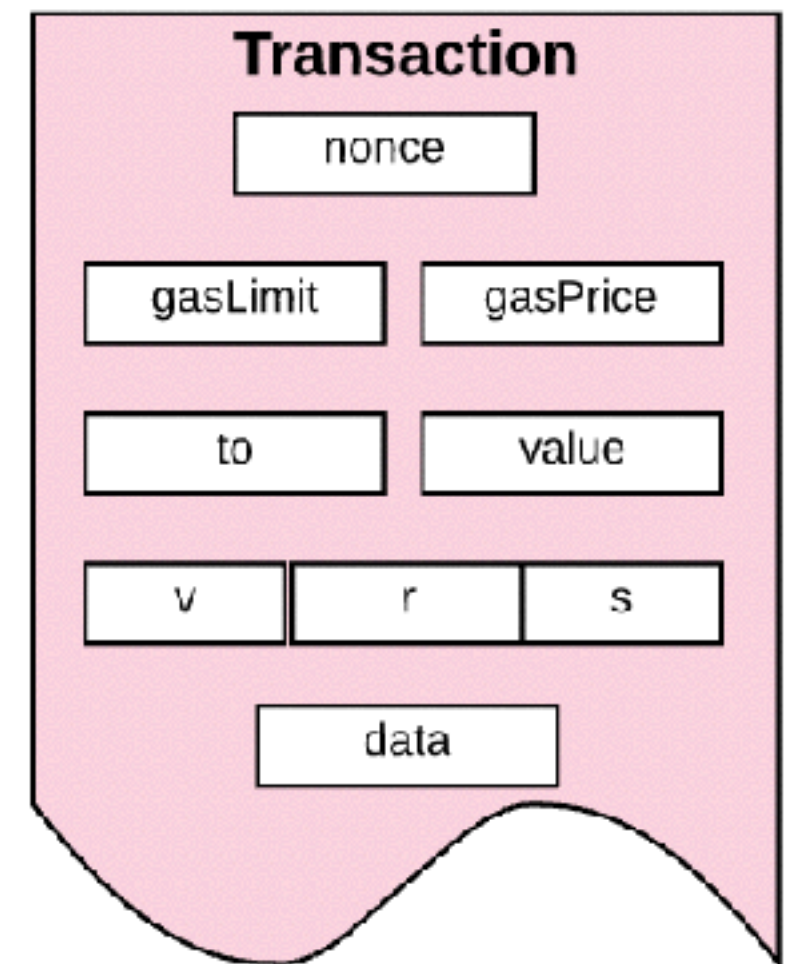 Transaction
nonce
gasLimit gasPrice
to value
v r s
data